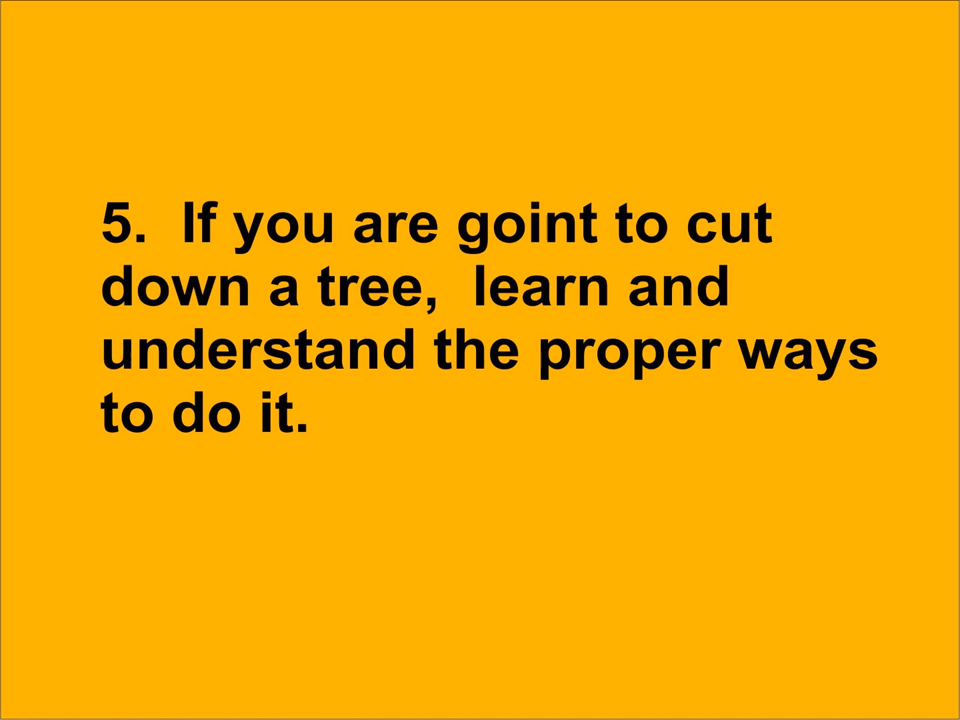 5.  If you are goint to cut
down a tree,  learn and
understand the proper ways
to do it.